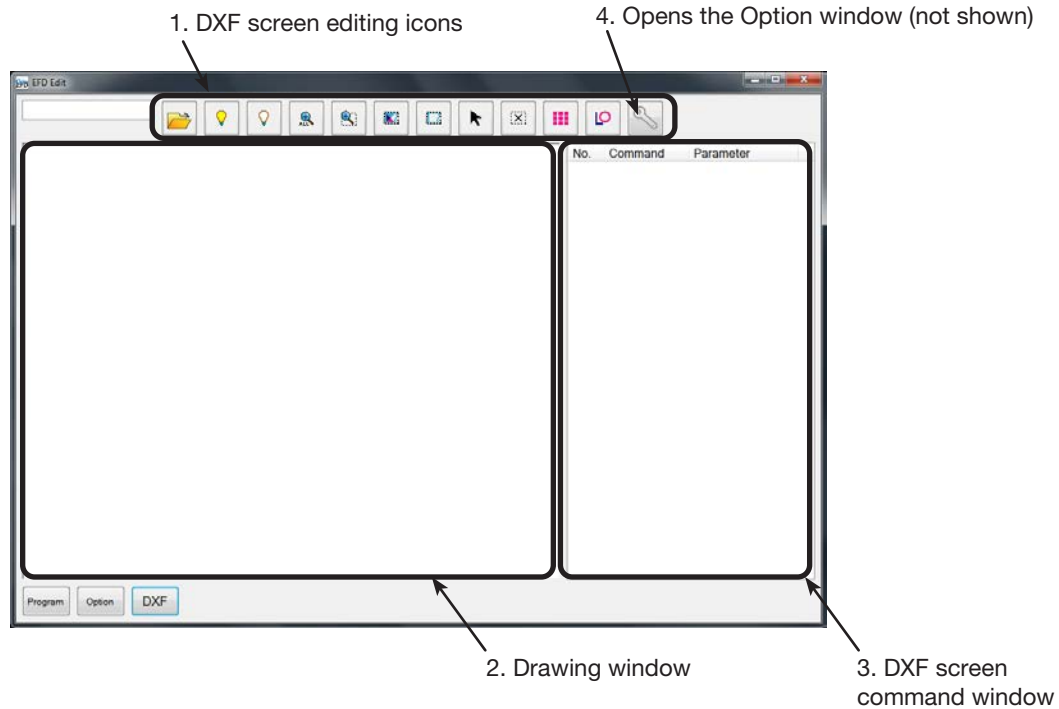 1. DXF screen editing icons
4. Opens the Option window (not shown)
EFD Edit
No. Command Parameter
Program Option DXF
2. Drawing window
3. DXF screen
command window